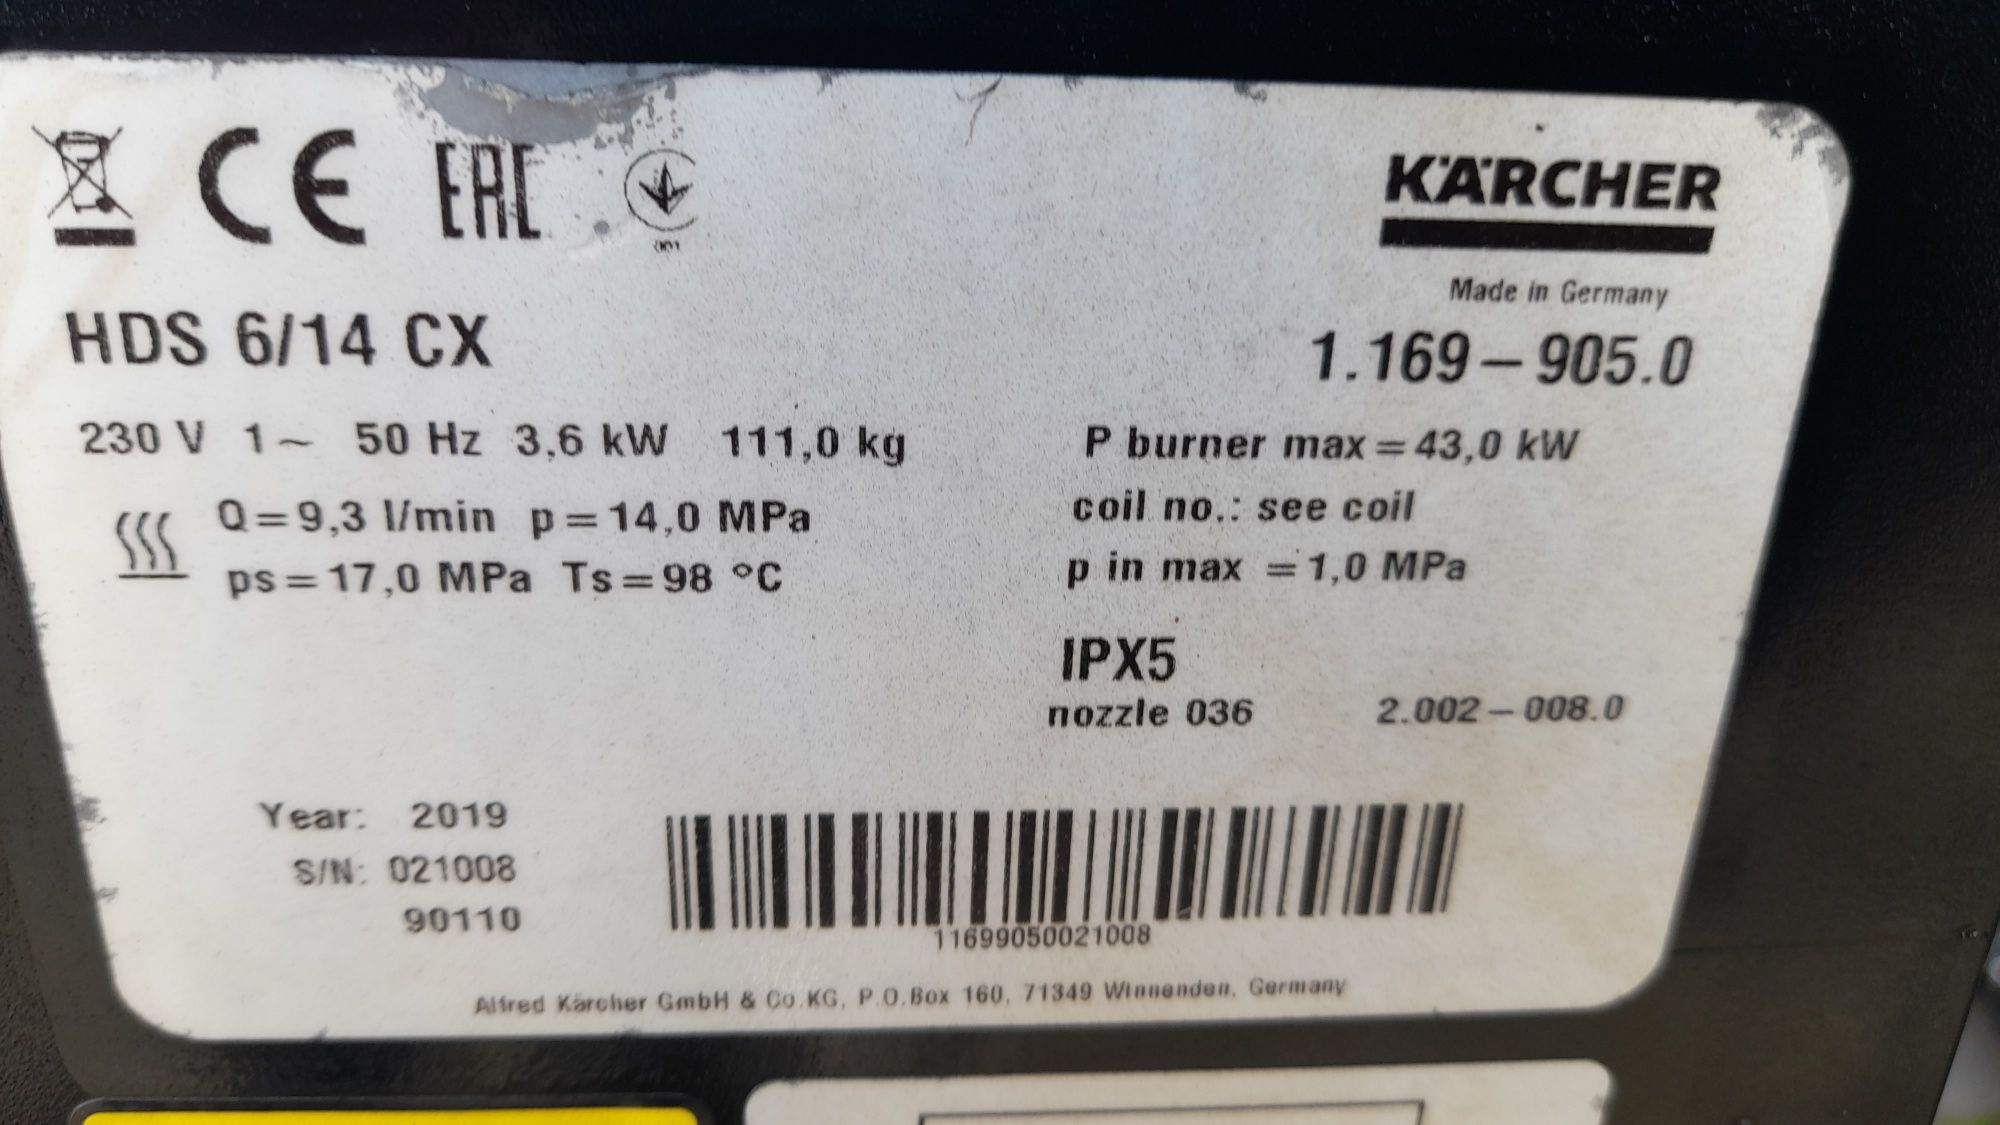 CE EAC
001
KÄRCHER
Made in Germany
HDS 6/14 CX
1.169-905.0
230 V 1~ 50 Hz 3,6 kW 111,0 kg
P burner max = 43,0 kW
Q = 9,3 l/min p = 14,0 MPa
coil no.: see coil
ps = 17,0 MPa Ts = 98 °C
p in max = 1,0 MPa
IPX5
nozzle 036 2.002-008.0
Year: 2019
S/N: 021008
90110
11699050021008
Alfred Kärcher GmbH & Co.KG, P.O.Box 160, 71349 Winnenden, Germany